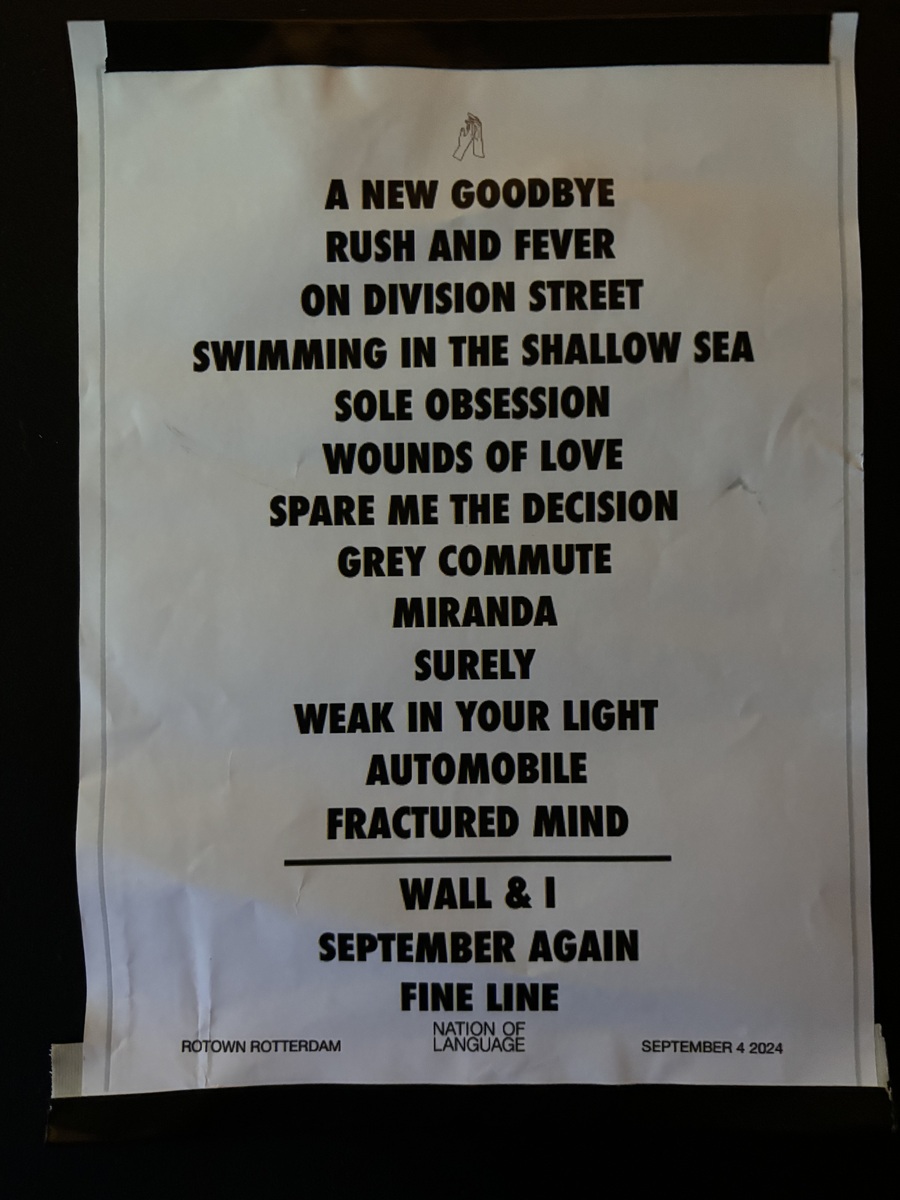 A NEW GOODBYE
RUSH AND FEVER
ON DIVISION STREET
SWIMMING IN THE SHALLOW SEA
SOLE OBSESSION
WOUNDS OF LOVE
SPARE ME THE DECISION
GREY COMMUTE
MIRANDA
SURELY
WEAK IN YOUR LIGHT
AUTOMOBILE
FRACTURED MIND
WALL & I
SEPTEMBER AGAIN
FINE LINE
NATION OF
LANGUAGE
ROTOWN ROTTERDAM
SEPTEMBER 4 2024